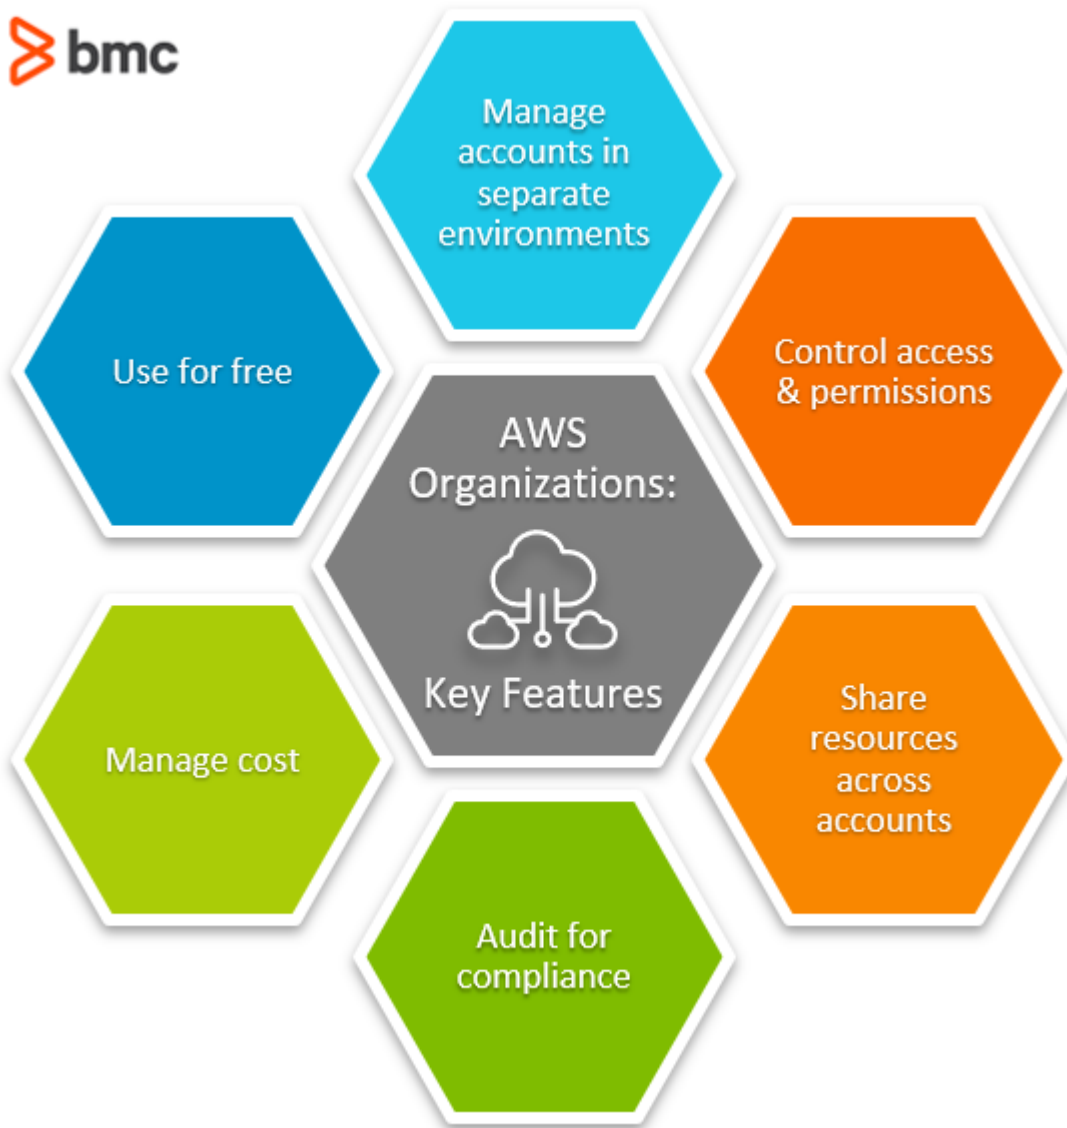 bmc
Manage
accounts in
separate
environments
Control access
& permissions
Share
resources
across
accounts
Audit for
compliance
Manage cost
Use for free
AWS
Organizations:
Key Features